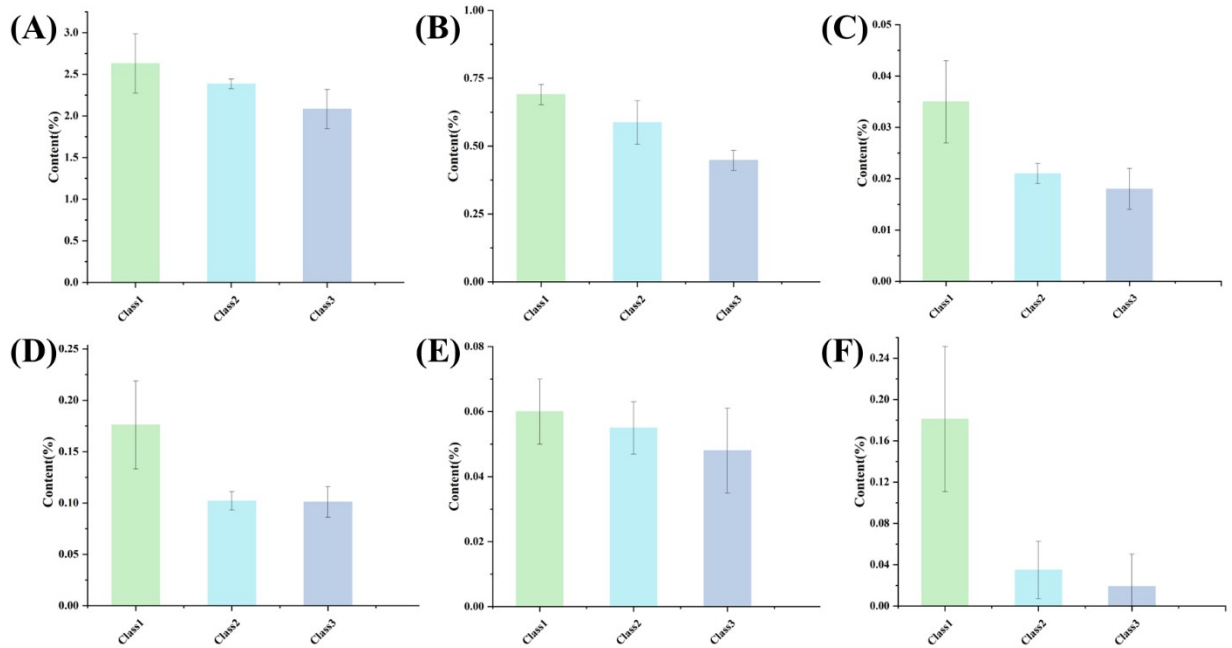 (A)
Content(%)
3.0
2.5
2.0
1.5
1.0
0.5
0.0
Class1
Class2
Class3
(B)
Content(%)
1.00
0.75
0.50
0.25
0.00
Class1
Class2
Class3
(C)
Content(%)
0.05
0.04
0.03
0.02
0.01
0.00
Class1
Class2
Class3
(D)
Content(%)
0.25
0.20
0.15
0.10
0.05
0.00
Class1
Class2
Class3
(E)
Content(%)
0.08
0.06
0.04
0.02
0.00
Class1
Class2
Class3
(F)
Content(%)
0.24
0.20
0.16
0.12
0.08
0.04
0.00
Class1
Class2
Class3